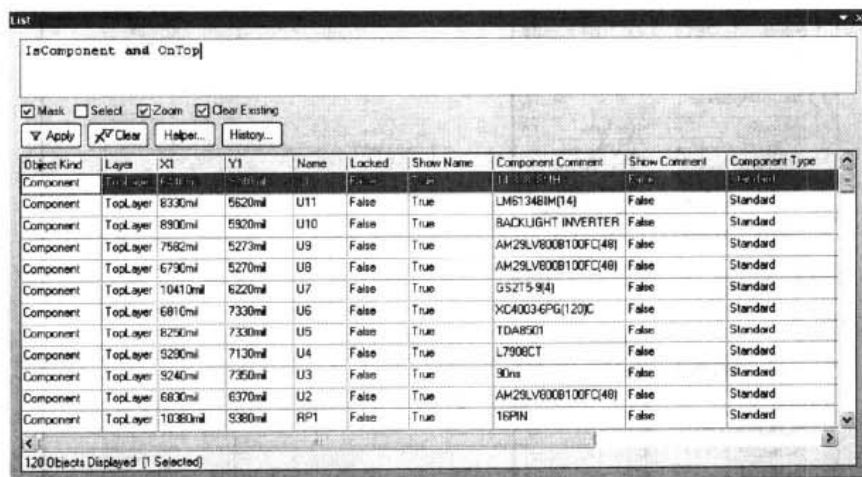 List
IsComponent and OnTop
Mask Select Zoom Clear Existing
Apply Clear Helper... History...
Object Kind Layer X1 Y1 Name Locked Show Name Component Comment Show Comment Component Type
Component
Component TopLayer 8330mil 5620mil U11 False True LM6134BIM(14) False Standard
Component TopLayer 8900mil 5920mil U10 False True BACKLIGHT INVERTER False Standard
Component TopLayer 7582mil 5273mil U9 False True AM29LV800B100FC(48) False Standard
Component TopLayer 6790mil 5270mil U8 False True AM29LV800B100FC(48) False Standard
Component TopLayer 10410mil 6220mil U7 False True GS2T5-9(4) False Standard
Component TopLayer 6810mil 7330mil U6 False True XC4003-6PG(120)C False Standard
Component TopLayer 8250mil 7330mil U5 False True TDA8501 False Standard
Component TopLayer 9280mil 7130mil U4 False True L7908CT False Standard
Component TopLayer 9240mil 7350mil U3 False True 90ns False Standard
Component TopLayer 6830mil 6370mil U2 False True AM29LV800B100FC(48) False Standard
Component TopLayer 10380mil 9380mil RP1 False True 16PIN False Standard
120 Objects Displayed (1 Selected)